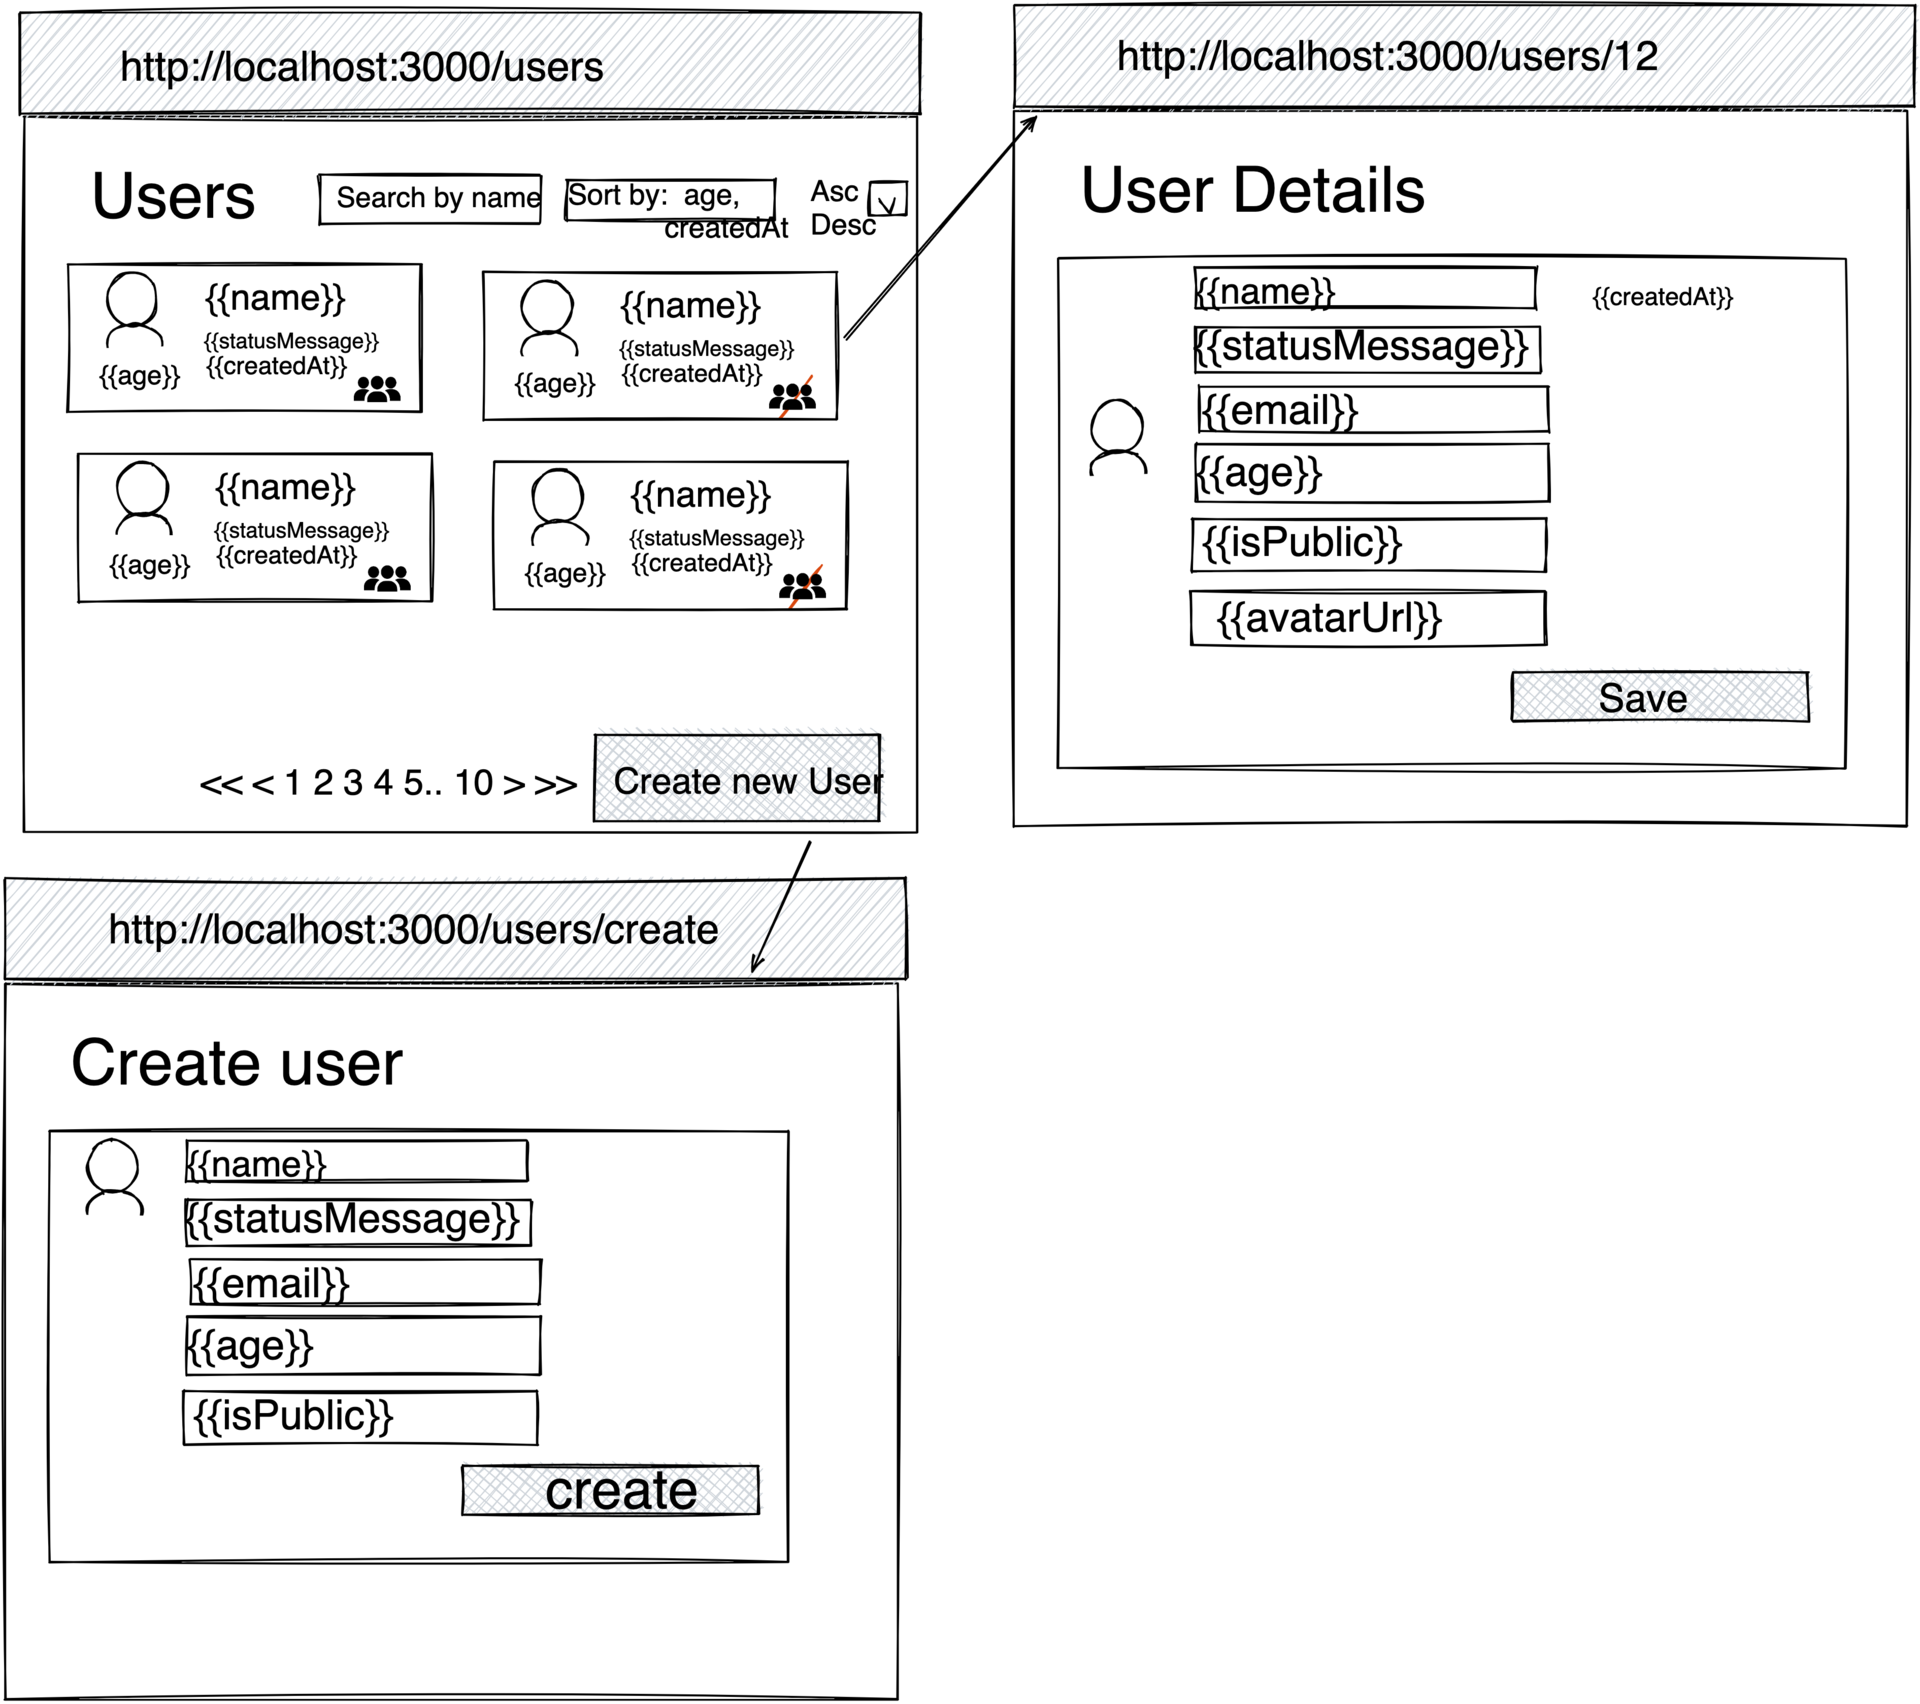 http://localhost:3000/users
Users
Search by name
Sort by: age,
createdAt
Asc
Desc
{{name}}
{{statusMessage}}
{{createdAt}}
{{age}}
{{name}}
{{statusMessage}}
{{createdAt}}
{{age}}
{{name}}
{{statusMessage}}
{{createdAt}}
{{age}}
{{name}}
{{statusMessage}}
{{createdAt}}
{{age}}
<< < 1 2 3 4 5.. 10 > >>
Create new User
http://localhost:3000/users/12
User Details
{{name}}
{{createdAt}}
{{statusMessage}}
{{email}}
{{age}}
{{isPublic}}
{{avatarUrl}}
Save
http://localhost:3000/users/create
Create user
{{name}}
{{statusMessage}}
{{email}}
{{age}}
{{isPublic}}
create